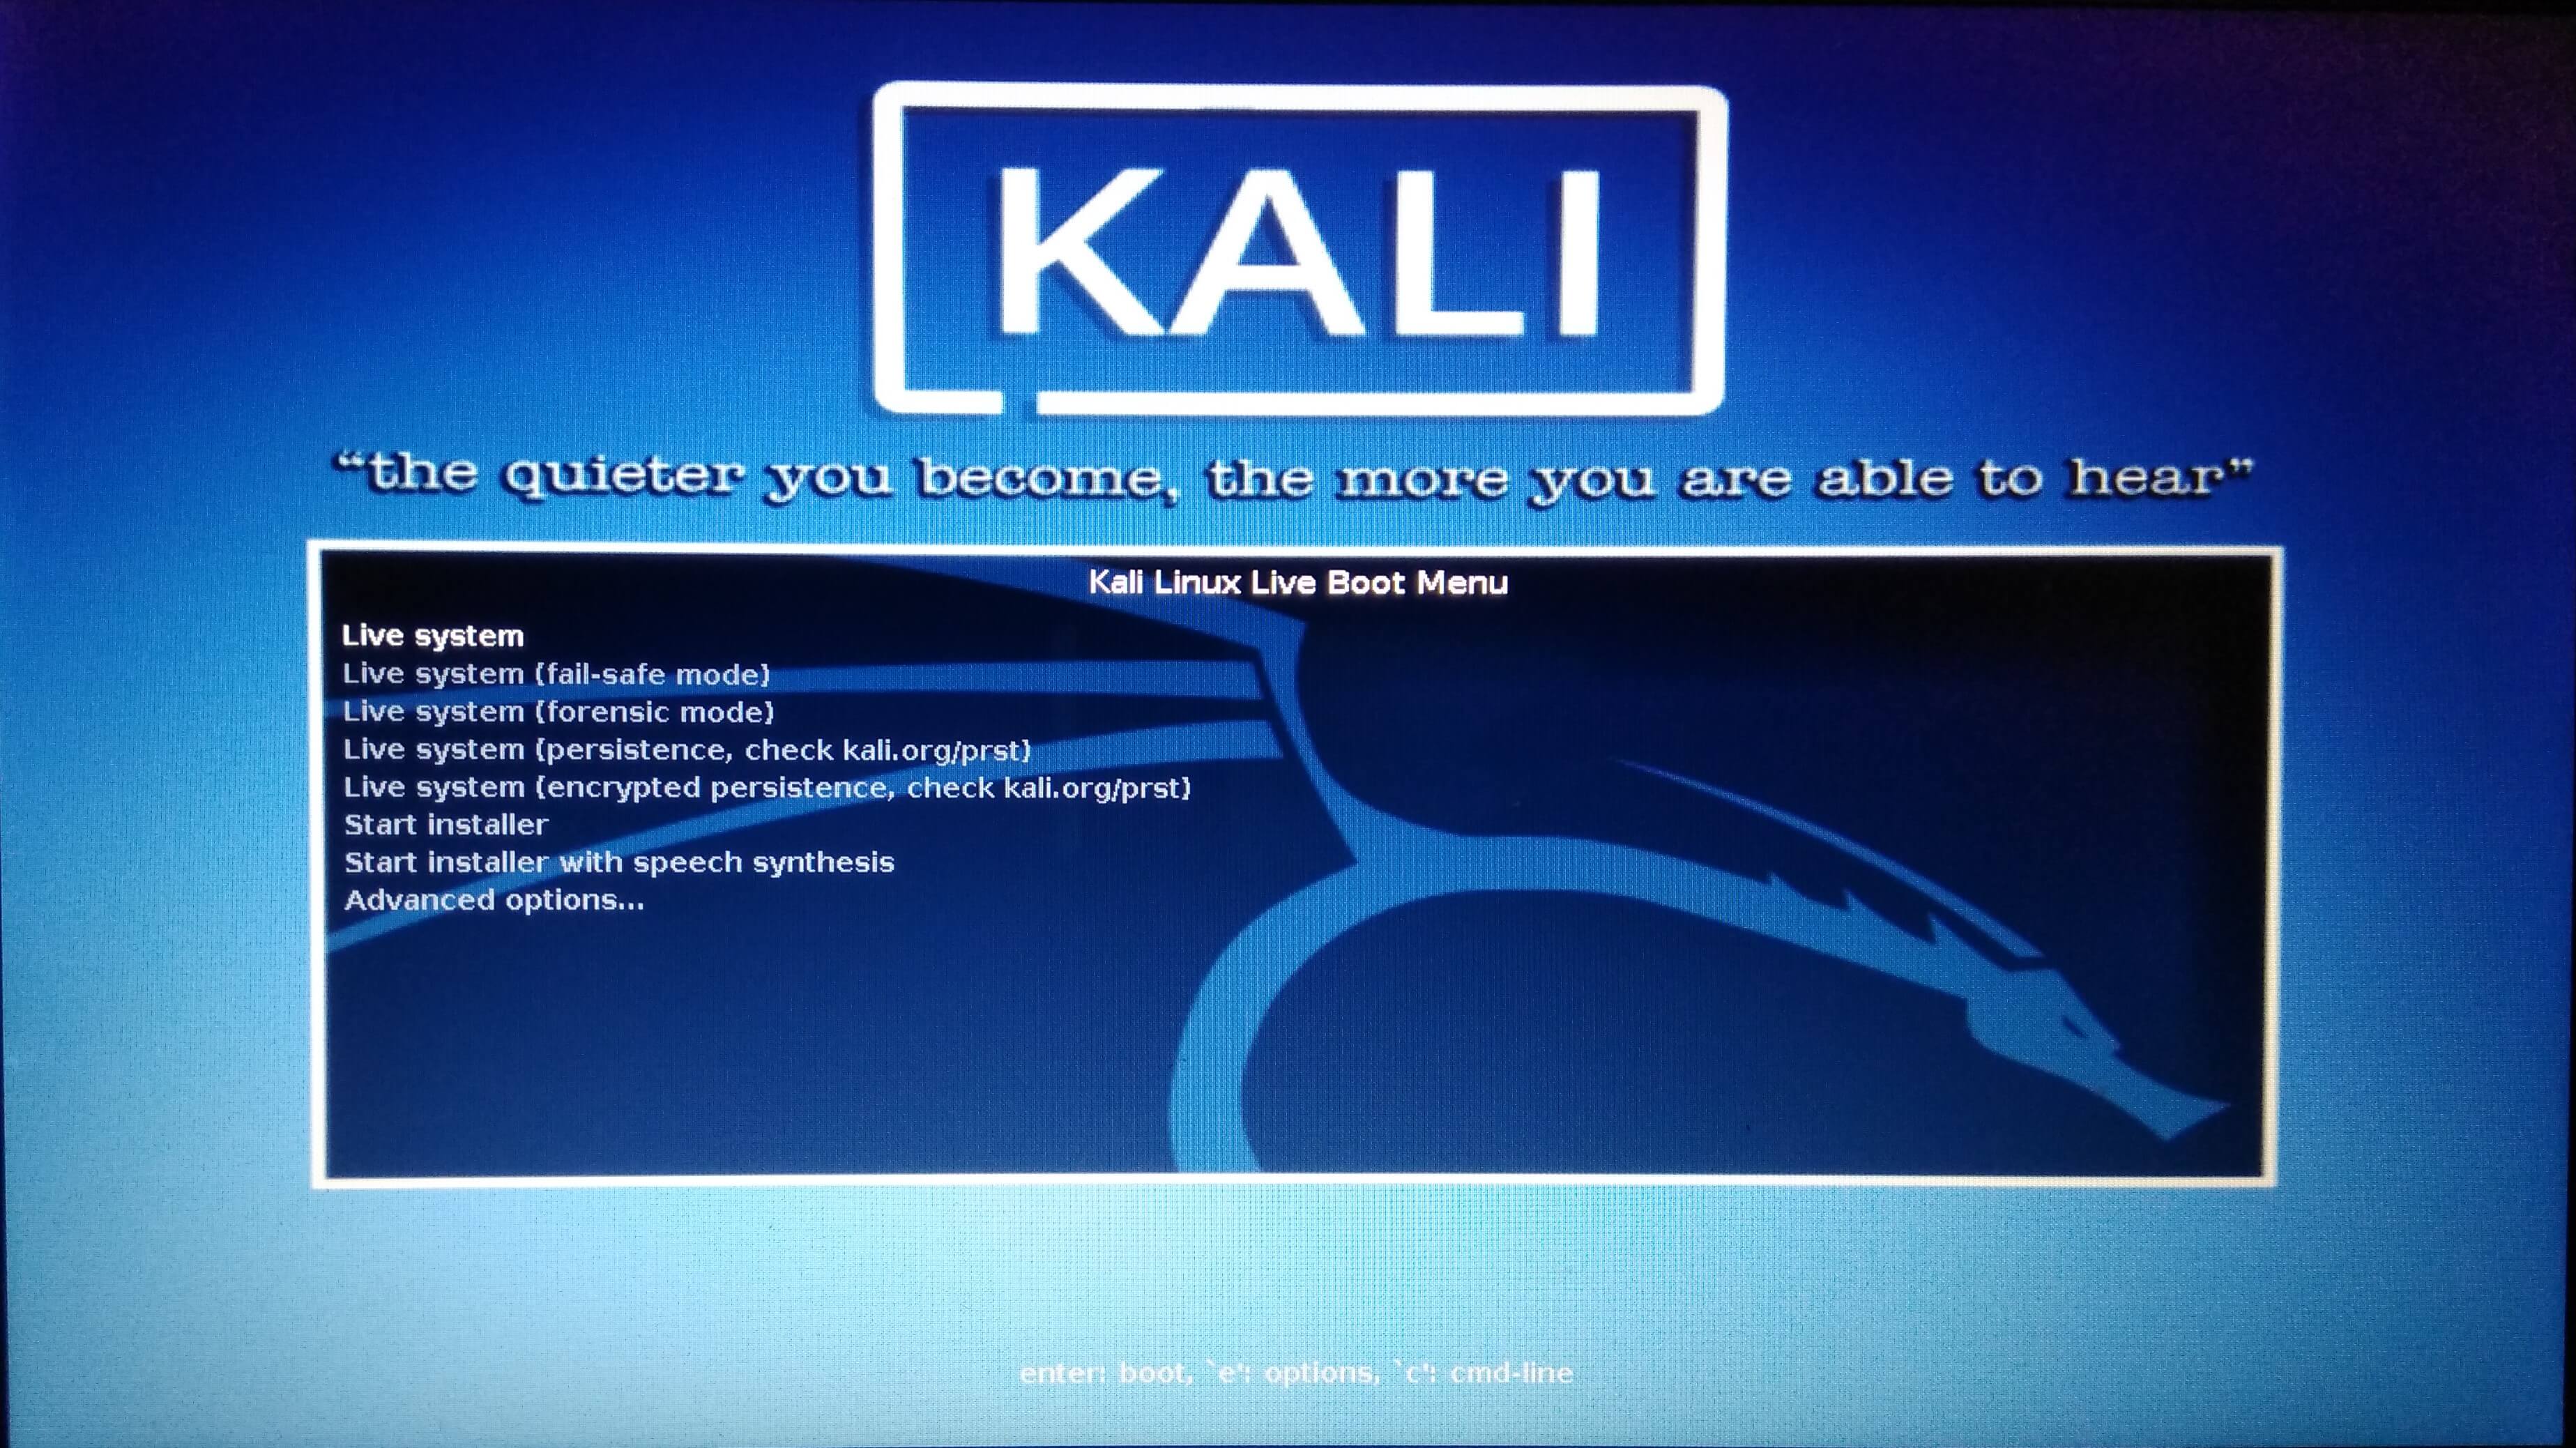 KALI
“the quieter you become, the more you are able to hear”
Kali Linux Live Boot Menu
Live system
Live system (fail-safe mode)
Live system (forensic mode)
Live system (persistence, check kali.org/prst)
Live system (encrypted persistence, check kali.org/prst)
Start installer
Start installer with speech synthesis
Advanced options...
enter: boot, `e': options, `c': cmd-line